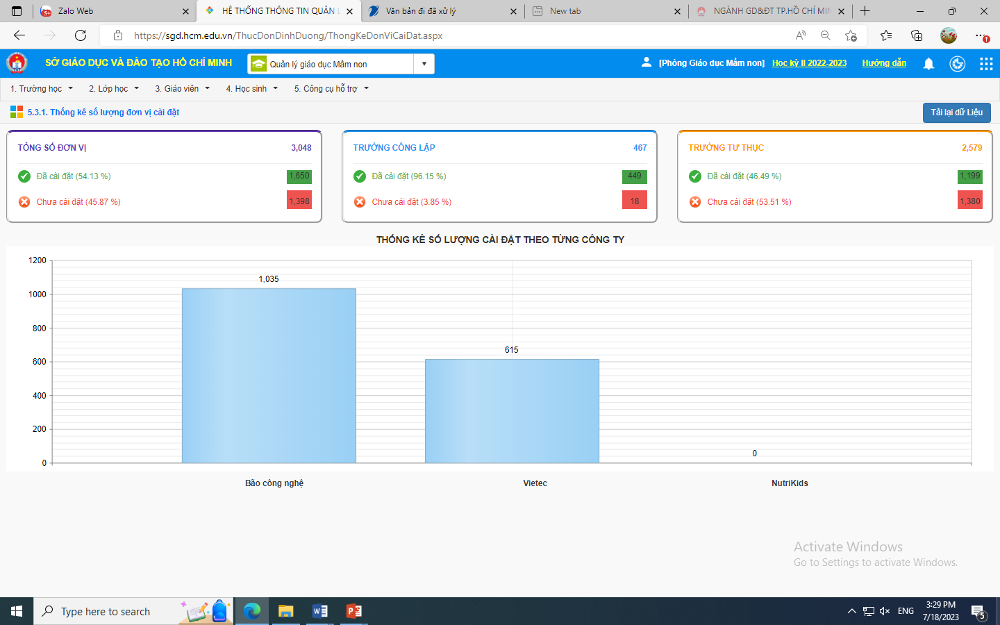 Zalo Web
HỆ THỐNG THÔNG TIN QUẢN L
Văn bản đi đã xử lý
New tab
NGÀNH GD&ĐT TP.HỒ CHÍ MIN
https://sgd.hcm.edu.vn/ThucDonDinhDuong/ThongKeDonViCaiDat.aspx
SỞ GIÁO DỤC VÀ ĐÀO TẠO HỒ CHÍ MINH
Quản lý giáo dục Mầm non
[Phòng Giáo dục Mầm non]
Học kỳ II 2022-2023
Hướng dẫn
1. Trường học
2. Lớp học
3. Giáo viên
4. Học sinh
5. Công cụ hỗ trợ
5.3.1. Thống kê số lượng đơn vị cài đặt
Tải lại dữ Liệu
TỔNG SỐ ĐƠN VỊ 3,048
Đã cài đặt (54.13 %) 1,650
Chưa cài đặt (45.87 %) 1,398
TRƯỜNG CÔNG LẬP 467
Đã cài đặt (96.15 %) 449
Chưa cài đặt (3.85 %) 18
TRƯỜNG TƯ THỤC 2,579
Đã cài đặt (46.49 %) 1,199
Chưa cài đặt (53.51 %) 1,380
THỐNG KÊ SỐ LƯỢNG CÀI ĐẶT THEO TỪNG CÔNG TY
1200
1000
800
600
400
200
0
1,035
615
0
Bão công nghệ
Vietec
NutriKids
Activate Windows
Go to Settings to activate Windows.
Type here to search
ENG
3:29 PM
7/18/2023
5